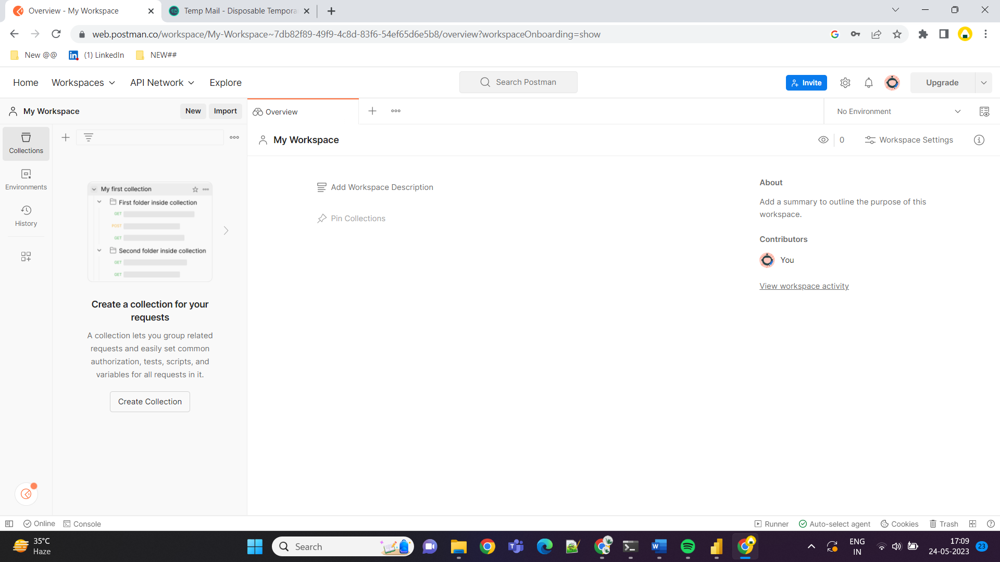 Overview - My Workspace
Temp Mail - Disposable Tempora
web.postman.co/workspace/My-Workspace~7db82f89-49f9-4c8d-83f6-54ef65d6e5b8/overview?workspaceOnboarding=show
New @@
(1) LinkedIn
NEW##
Home
Workspaces
API Network
Explore
Search Postman
Invite
Upgrade
My Workspace
New
Import
Overview
No Environment
Collections
Environments
History
My Workspace
0
Workspace Settings
My first collection
First folder inside collection
GET
POST
GET
Second folder inside collection
GET
GET
Create a collection for your
requests
A collection lets you group related
requests and easily set common
authorization, tests, scripts, and
variables for all requests in it.
Create Collection
Add Workspace Description
Pin Collections
About
Add a summary to outline the purpose of this
workspace.
Contributors
You
View workspace activity
Online
Console
Runner
Auto-select agent
Cookies
Trash
35°C
Haze
Search
ENG
IN
17:09
24-05-2023
23